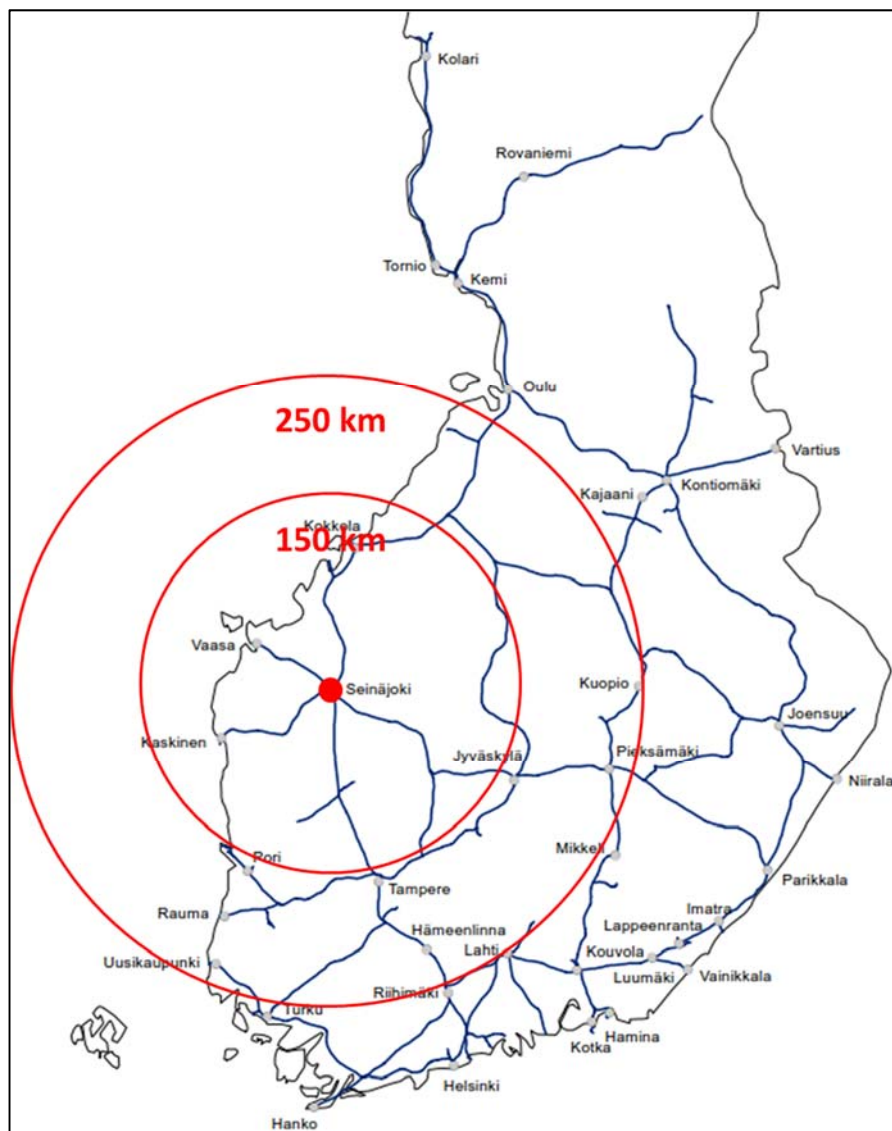 Kolari
Rovaniemi
Tornio
Kemi
Oulu
250 km
Vartius
Kontiomäki
Kajaani
Kokkola
150 km
Vaasa
Seinäjoki
Kuopio
Joensuu
Kaskinen
Jyväskylä
Pieksämäki
Niirala
Mikkeli
Pori
Parikkala
Tampere
Rauma
Imatra
Hämeenlinna
Lappeenranta
Lahti
Kouvola
Uusikaupunki
Luumäki
Vainikkala
Riihimäki
Turku
Hamina
Kotka
Helsinki
Hanko